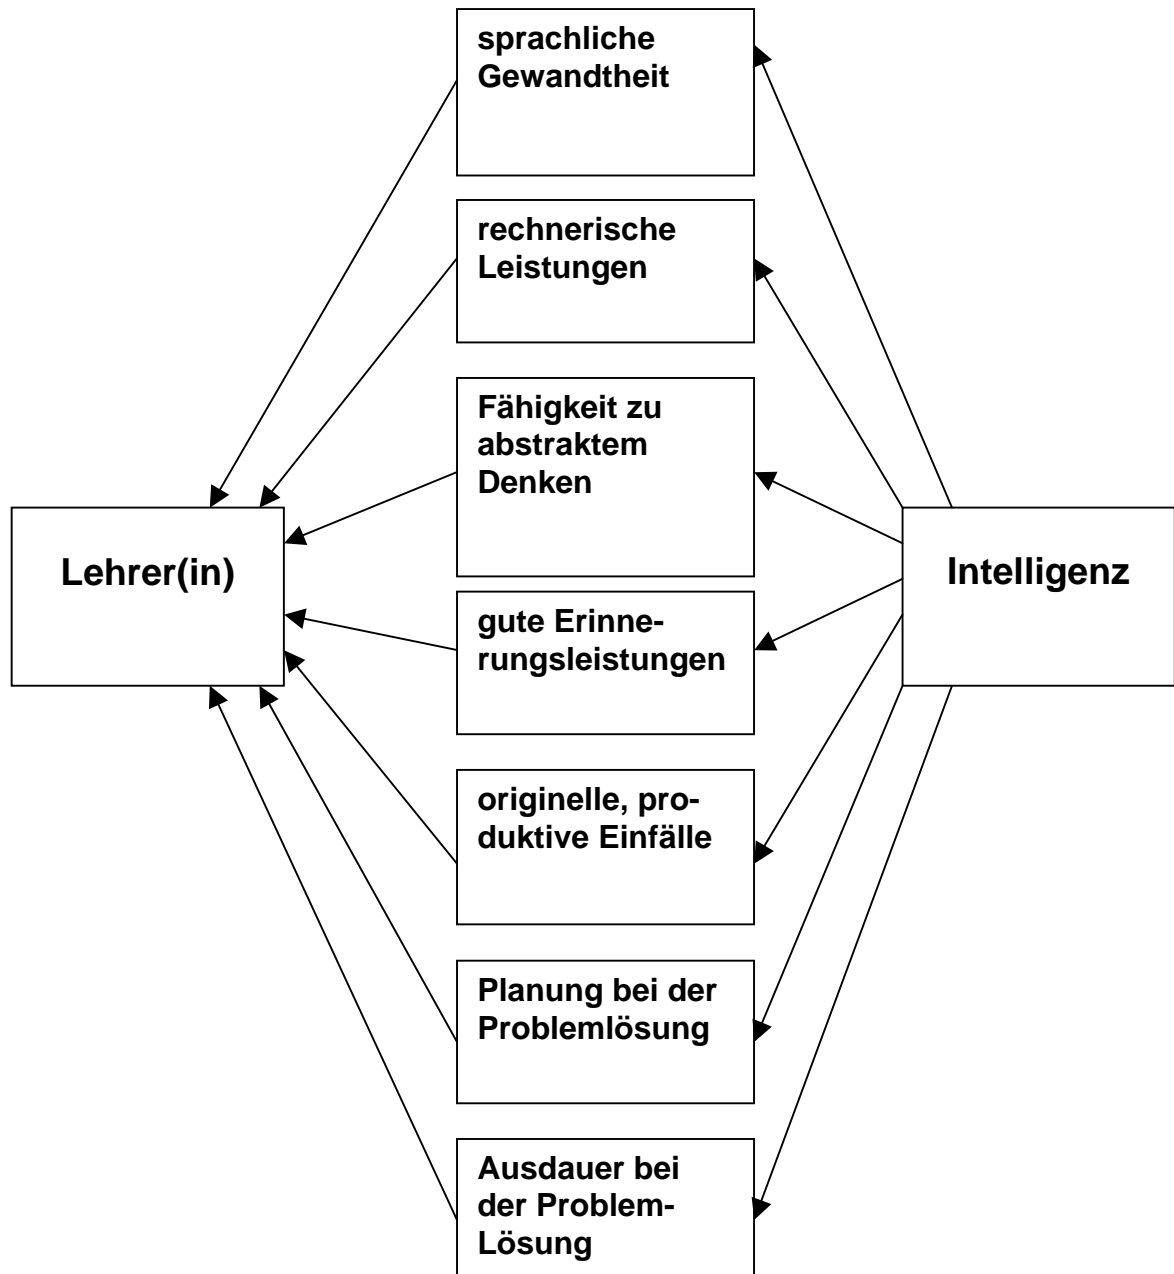 sprachliche
Gewandtheit
rechnerische
Leistungen
Fähigkeit zu
abstraktem
Denken
Lehrer(in)
Intelligenz
gute Erinne-
rungsleistungen
originelle, pro-
duktive Einfälle
Planung bei der
Problemlösung
Ausdauer bei
der Problem-
Lösung